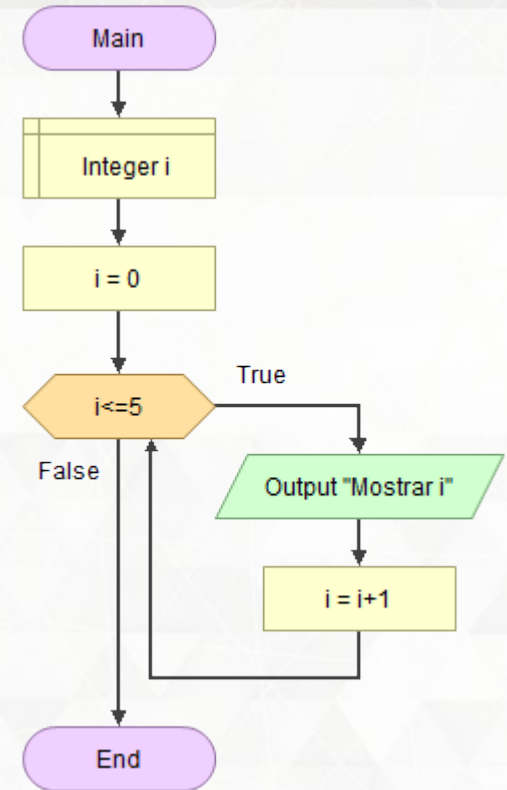 Main
Integer i
i = 0
i<=5
True
False
Output "Mostrar i"
i = i+1
End